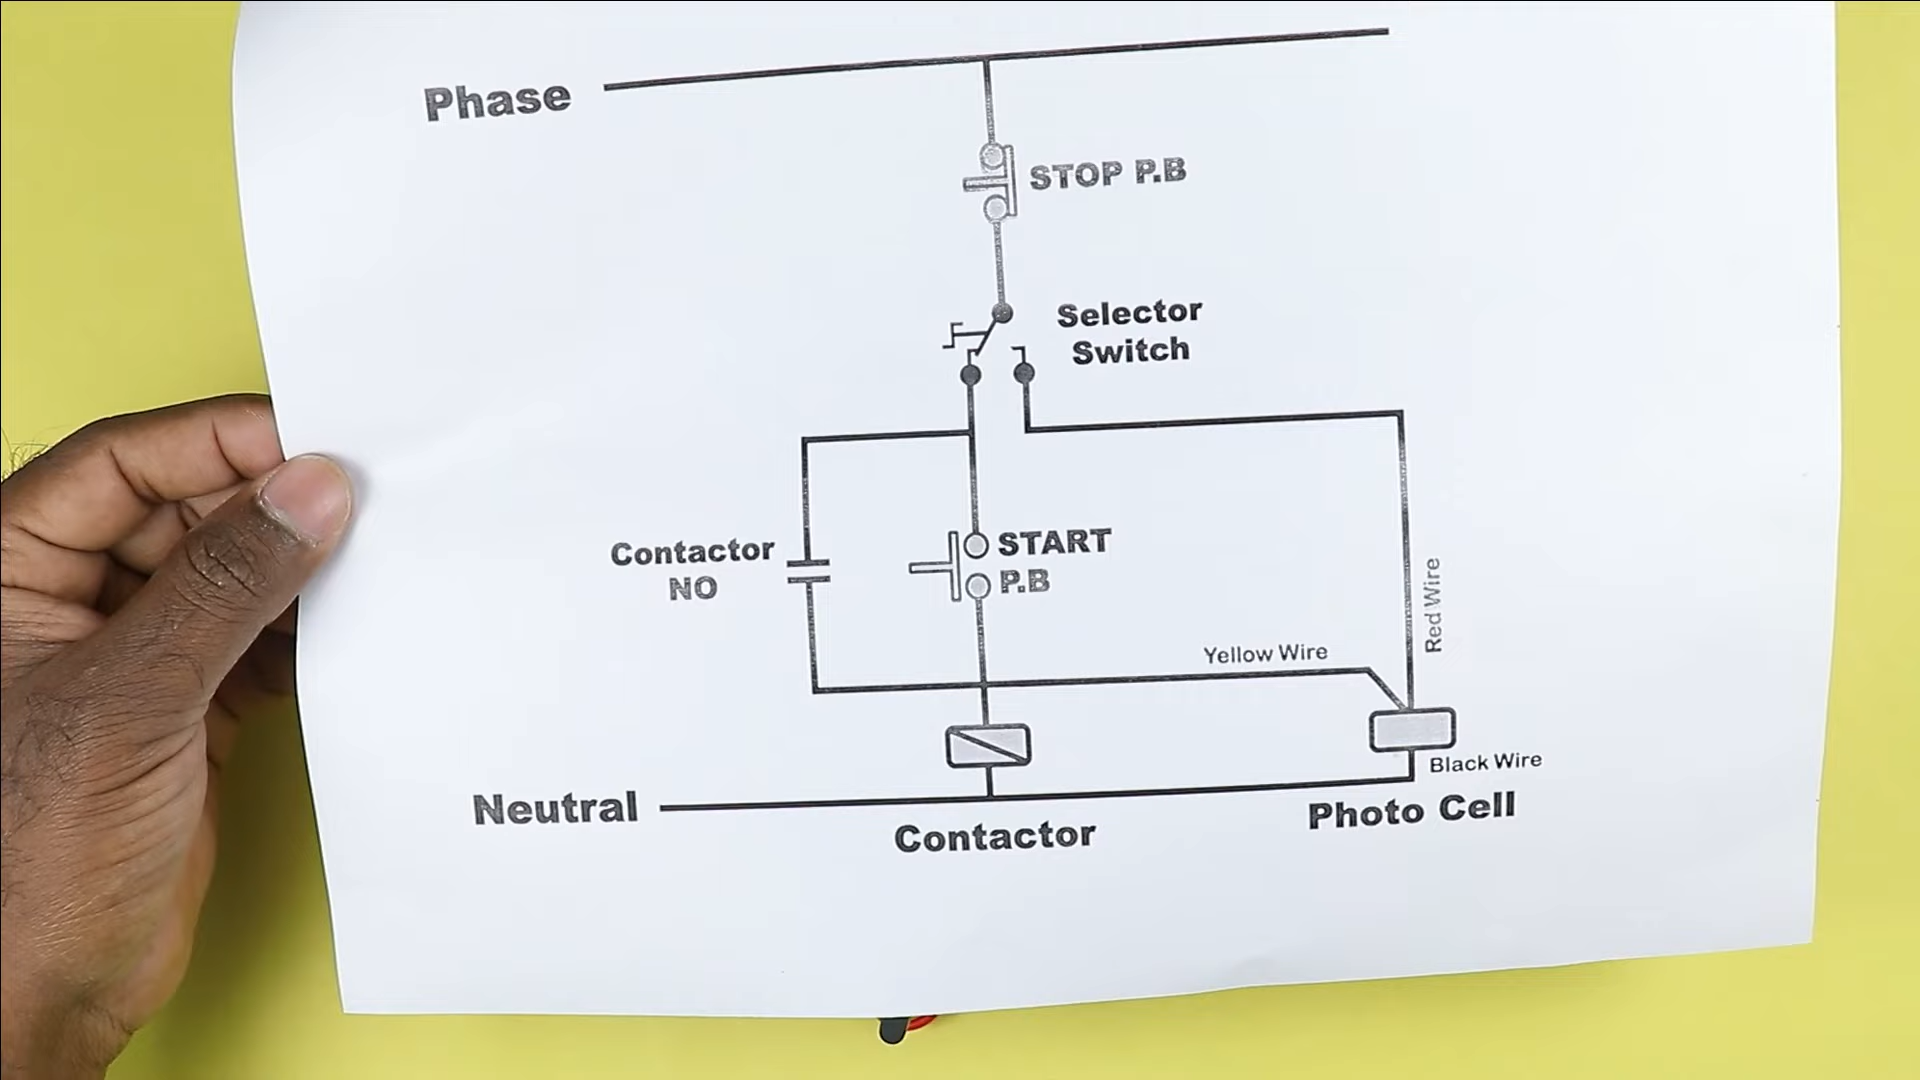 Phase
STOP P.B
Selector
Switch
Contactor
NO
START
P.B
Yellow Wire
Red Wire
Black Wire
Neutral
Contactor
Photo Cell